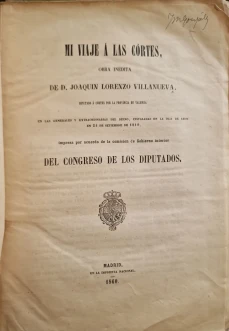 MI VIAJE Á LAS CÓRTES,
OBRA INÉDITA
DE D. JOAQUIN LORENZO VILLANUEVA,
DIPUTADO Á CÓRTES POR LA PROVINCIA DE VALENCIA
EN LAS GENERALES Y EXTRAORDINARIAS DEL REINO, INSTALADAS EN LA ISLA DE LEON
EN 24 DE SETIEMBRE DE 1810.
Impresa por acuerdo de la comision de Gobierno interior
DEL CONGRESO DE LOS DIPUTADOS.
MADRID,
EN LA IMPRENTA NACIONAL.
1860.